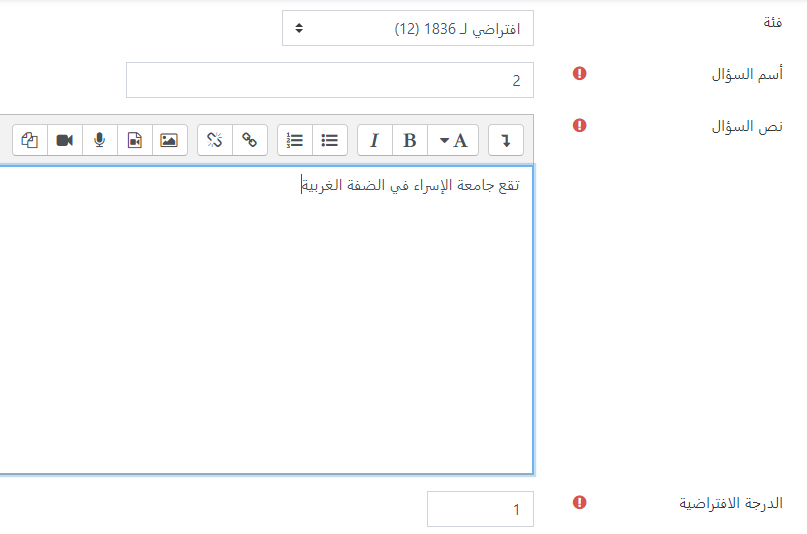 فئة
افتراضي لـ 1836 (12)
أسم السؤال
2
نص السؤال
A B I
تقع جامعة الإسراء في الضفة الغربية
الدرجة الافتراضية
1